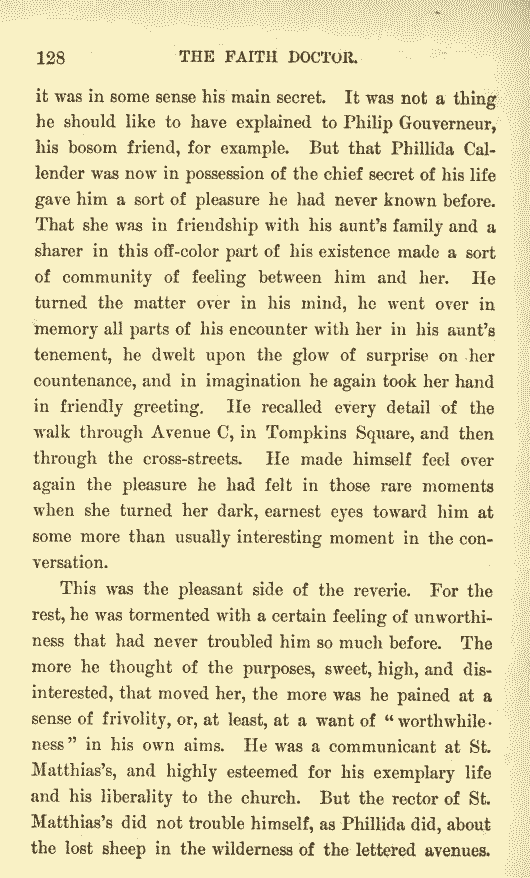 128 THE FAITH DOCTOR.
it was in some sense his main secret. It was not a thing
he should like to have explained to Philip Gouverneur,
his bosom friend, for example. But that Phillida Cal-
lender was now in possession of the chief secret of his life
gave him a sort of pleasure he had never known before.
That she was in friendship with his aunt's family and a
sharer in this off-color part of his existence made a sort
of community of feeling between him and her. He
turned the matter over in his mind, he went over in
memory all parts of his encounter with her in his aunt's
tenement, he dwelt upon the glow of surprise on her
countenance, and in imagination he again took her hand
in friendly greeting. He recalled every detail of the
walk through Avenue C, in Tompkins Square, and then
through the cross-streets. He made himself feel over
again the pleasure he had felt in those rare moments
when she turned her dark, earnest eyes toward him at
some more than usually interesting moment in the con-
versation.
This was the pleasant side of the reverie. For the
rest, he was tormented with a certain feeling of unworthi-
ness that had never troubled him so much before. The
more he thought of the purposes, sweet, high, and dis-
interested, that moved her, the more was he pained at a
sense of frivolity, or, at least, at a want of "worthwhile-
ness" in his own aims. He was a communicant at St.
Matthias's, and highly esteemed for his exemplary life
and his liberality to the church. But the rector of St.
Matthias's did not trouble himself, as Phillida did, about
the lost sheep in the wilderness of the lettered avenues.